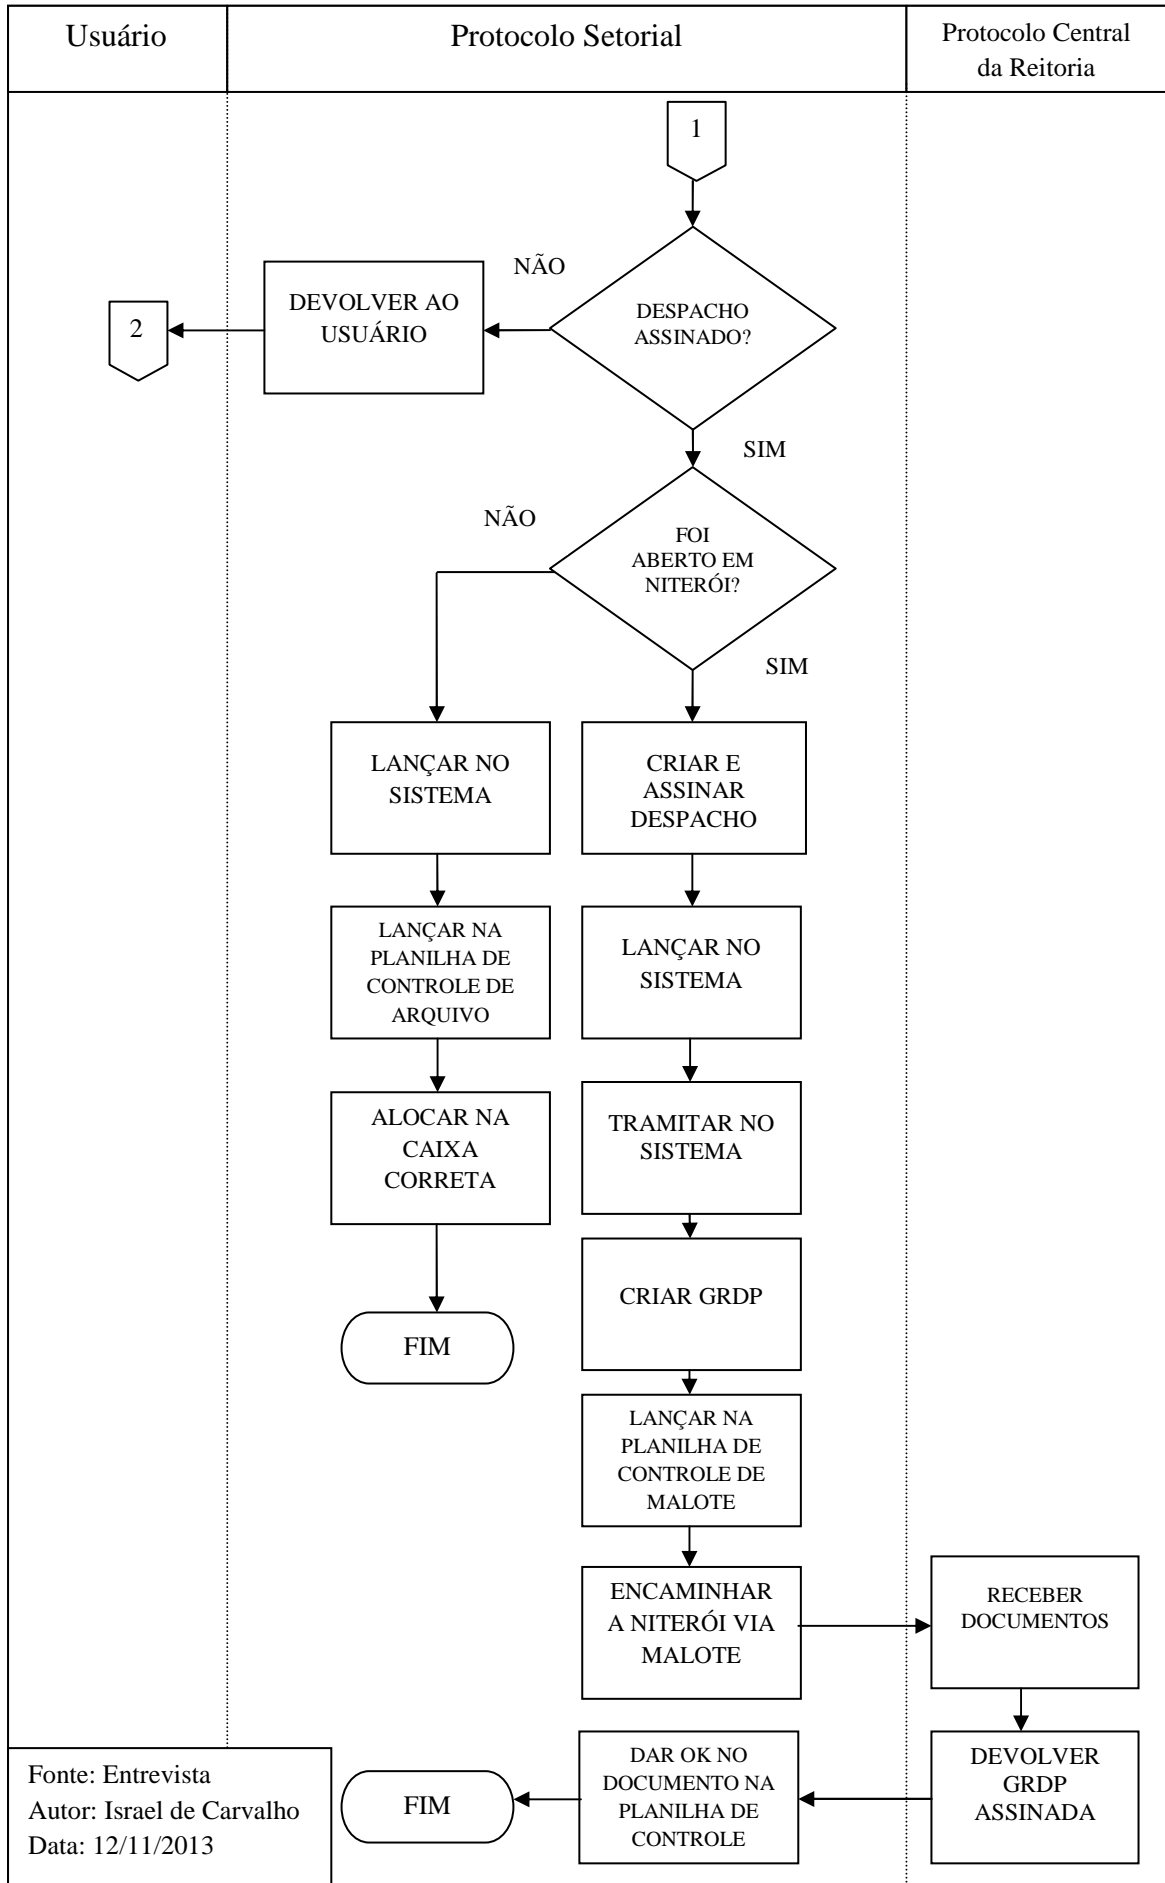 Usuário
Protocolo Setorial
Protocolo Central
da Reitoria
1
NÃO
DEVOLVER AO
USUÁRIO
2
DESPACHO
ASSINADO?
SIM
NÃO
FOI
ABERTO EM
NITERÓI?
SIM
LANÇAR NO
SISTEMA
CRIAR E
ASSINAR
DESPACHO
LANÇAR NA
PLANILHA DE
CONTROLE DE
ARQUIVO
LANÇAR NO
SISTEMA
ALOCAR NA
CAIXA
CORRETA
TRAMITAR NO
SISTEMA
CRIAR GRDP
FIM
LANÇAR NA
PLANILHA DE
CONTROLE DE
MALOTE
ENCAMINHAR
A NITERÓI VIA
MALOTE
RECEBER
DOCUMENTOS
DEVOLVER
GRDP
ASSINADA
DAR OK NO
DOCUMENTO NA
PLANILHA DE
CONTROLE
FIM
Fonte: Entrevista
Autor: Israel de Carvalho
Data: 12/11/2013